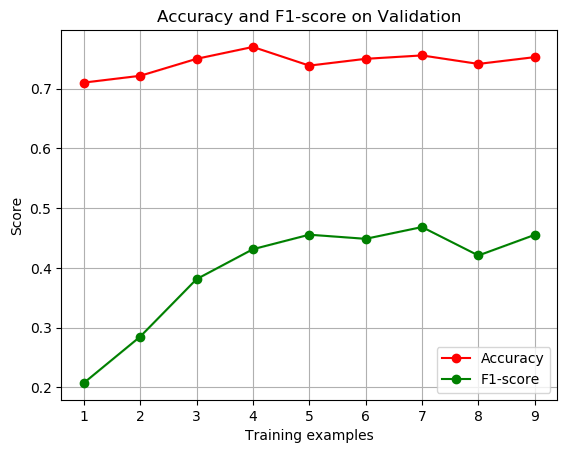 Accuracy and F1-score on Validation
Score
0.7
0.6
0.5
0.4
0.3
0.2
Accuracy
F1-score
1 2 3 4 5 6 7 8 9
Training examples